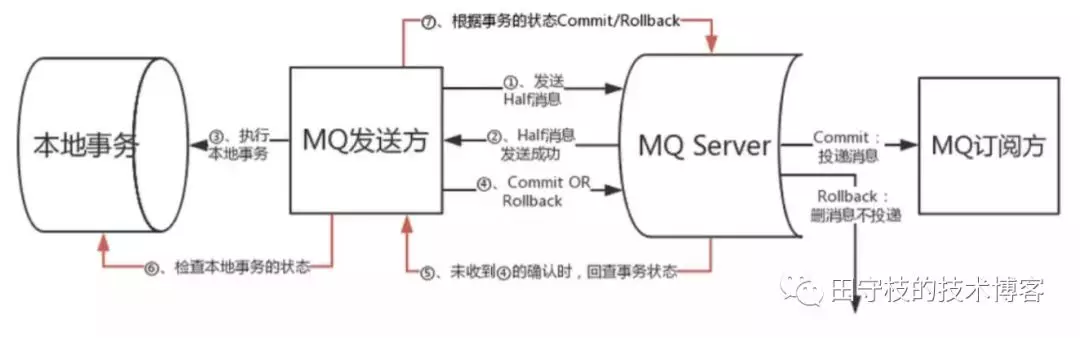 ⑦、根据事务的状态Commit/Rollback
①、发送
Half消息
本地事务
③、执行
本地事务
MQ发送方
②、Half消息
发送成功
MQ Server
Commit：
投递消息
MQ订阅方
④、Commit OR
Rollback
Rollback：
删消息不投递
⑥、检查本地事务的状态
⑤、未收到④的确认时，回查事务状态
田守枝的技术博客